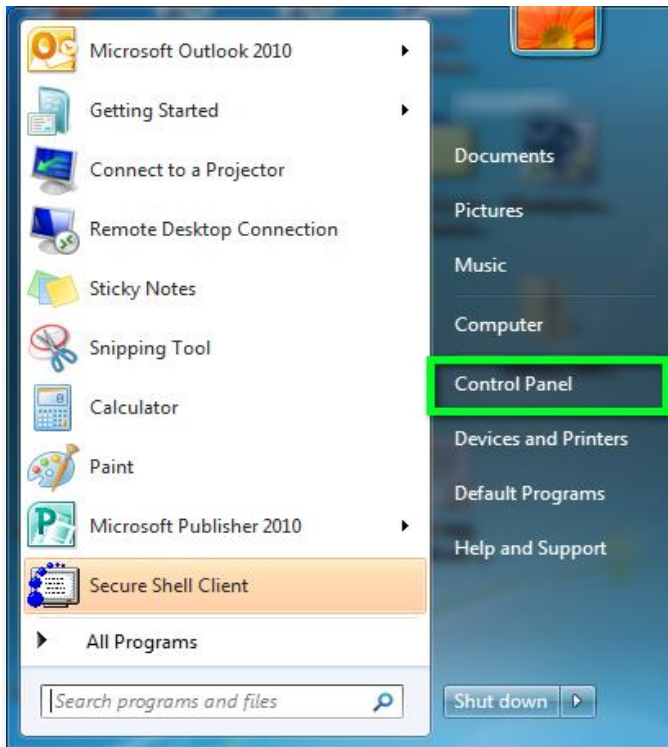 Microsoft Outlook 2010
Getting Started
Connect to a Projector
Remote Desktop Connection
Sticky Notes
Snipping Tool
Calculator
Paint
Microsoft Publisher 2010
Secure Shell Client
All Programs
Search programs and files
Documents
Pictures
Music
Computer
Control Panel
Devices and Printers
Default Programs
Help and Support
Shut down